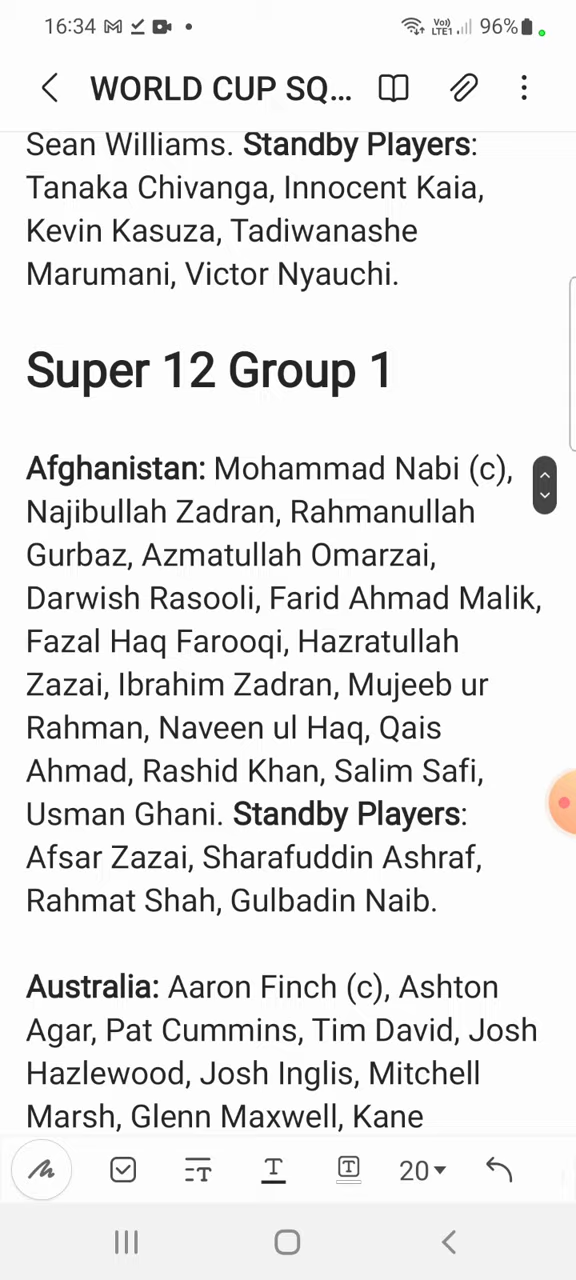 16:34 Vo)) LTE1 96%
WORLD CUP SQ...
Sean Williams. Standby Players:
Tanaka Chivanga, Innocent Kaia,
Kevin Kasuza, Tadiwanashe
Marumani, Victor Nyauchi.
Super 12 Group 1
Afghanistan: Mohammad Nabi (c),
Najibullah Zadran, Rahmanullah
Gurbaz, Azmatullah Omarzai,
Darwish Rasooli, Farid Ahmad Malik,
Fazal Haq Farooqi, Hazratullah
Zazai, Ibrahim Zadran, Mujeeb ur
Rahman, Naveen ul Haq, Qais
Ahmad, Rashid Khan, Salim Safi,
Usman Ghani. Standby Players:
Afsar Zazai, Sharafuddin Ashraf,
Rahmat Shah, Gulbadin Naib.
Australia: Aaron Finch (c), Ashton
Agar, Pat Cummins, Tim David, Josh
Hazlewood, Josh Inglis, Mitchell
Marsh, Glenn Maxwell, Kane
20